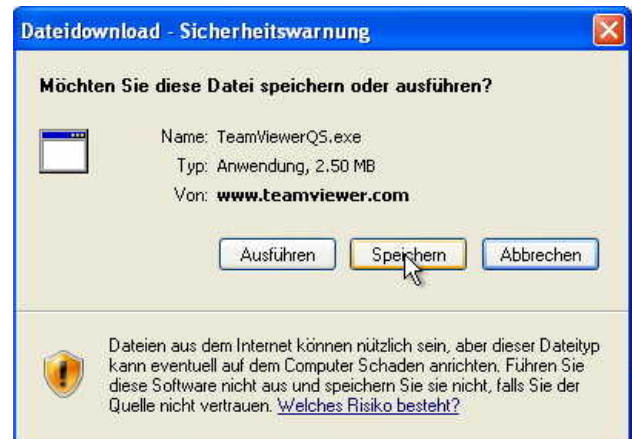 Dateidownload - Sicherheitswarnung
Möchten Sie diese Datei speichern oder ausführen?
Name: TeamViewerQS.exe
Typ: Anwendung, 2.50 MB
Von: www.teamviewer.com
Ausführen Speichern Abbrechen
Dateien aus dem Internet können nützlich sein, aber dieser Dateityp
kann eventuell auf dem Computer Schaden anrichten. Führen Sie
diese Software nicht aus und speichern Sie sie nicht, falls Sie der
Quelle nicht vertrauen. Welches Risiko besteht?